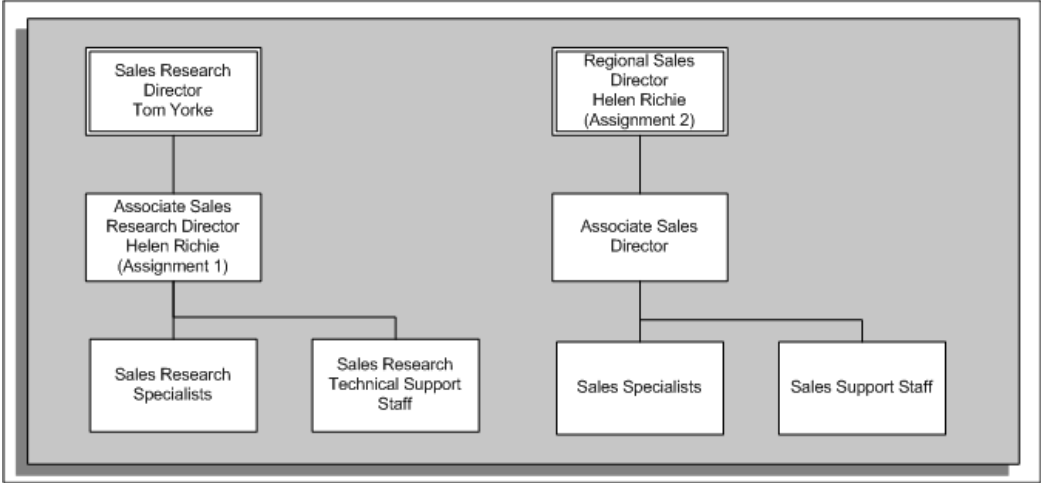 Sales Research
Director
Tom Yorke
Regional Sales
Director
Helen Richie
(Assignment 2)
Associate Sales
Research Director
Helen Richie
(Assignment 1)
Associate Sales
Director
Sales Research
Specialists
Sales Research
Technical Support
Staff
Sales Specialists
Sales Support Staff